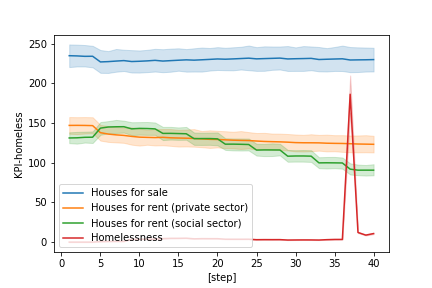 250
200
150
100
50
0
KPI-homeless
Houses for sale
Houses for rent (private sector)
Houses for rent (social sector)
Homelessness
0 5 10 15 20 25 30 35 40
[step]